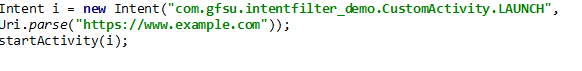 Intent i = new Intent("com.gfsu.intentfilter_demo.CustomActivity.LAUNCH",
Uri.parse("https://www.example.com"));
startActivity(i);